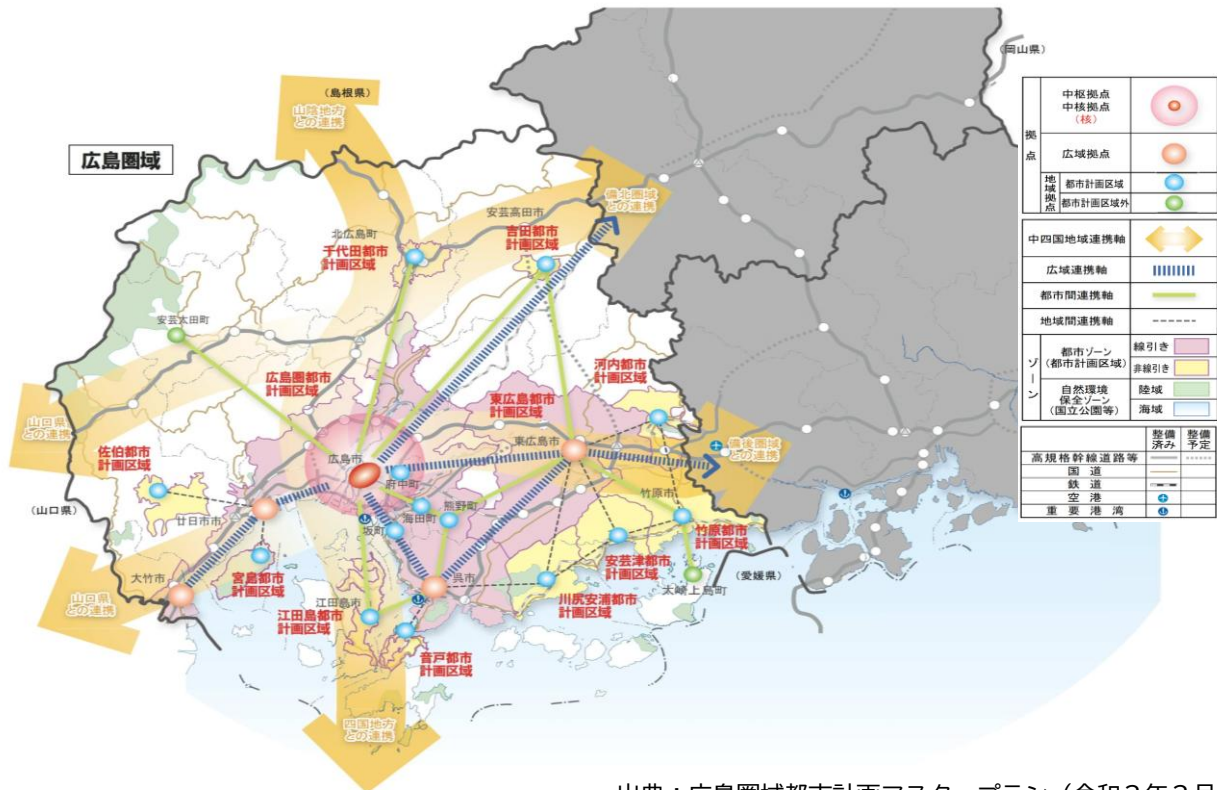 (岡山県)
(島根県)
山陰地方
との連携
広島圏域
備北圏域
との連携
安芸高田市
吉田都市
計画区域
北広島町
千代田都市
計画区域
安芸太田町
広島圏都市
計画区域
河内都市
計画区域
東広島都市
計画区域
山口県
との連携
東広島市
備後圏域
との連携
佐伯都市
計画区域
広島市
府中町
竹原市
(山口県)
廿日市市
海田町
熊野町
坂町
竹原都市
計画区域
安芸津都市
計画区域
大竹市
宮島都市
計画区域
呉市
(愛媛県)
大崎上島町
山口県
との連携
江田島市
江田島都市
計画区域
川尻安浦都市
計画区域
音戸都市
計画区域
四国地方
との連携
拠点
中枢拠点
中核拠点
(核)
広域拠点
地域拠点
都市計画区域
都市計画区域外
中四国地域連携軸
広域連携軸
都市間連携軸
地域間連携軸
ゾーン
都市ゾーン
(都市計画区域)
線引き
非線引き
自然環境
保全ゾーン
(国立公園等)
陸域
海域
整備
済み
整備
予定
高規格幹線道路等
国道
鉄道
空港
重要港湾